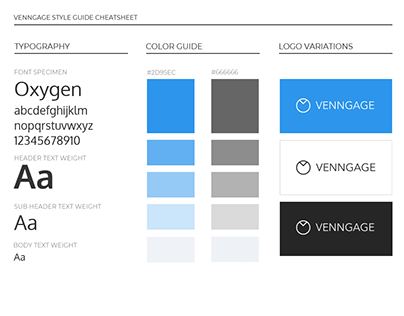 VENNGAGE STYLE GUIDE CHEATSHEET
TYPOGRAPHY
FONT SPECIMEN
Oxygen
abcdefghijklm
nopqrstuvwxyz
12345678910
HEADER TEXT WEIGHT
Aa
SUB HEADER TEXT WEIGHT
Aa
BODY TEXT WEIGHT
Aa
COLOR GUIDE
#2D95EC
#666666
LOGO VARIATIONS
VENNGAGE
VENNGAGE
VENNGAGE